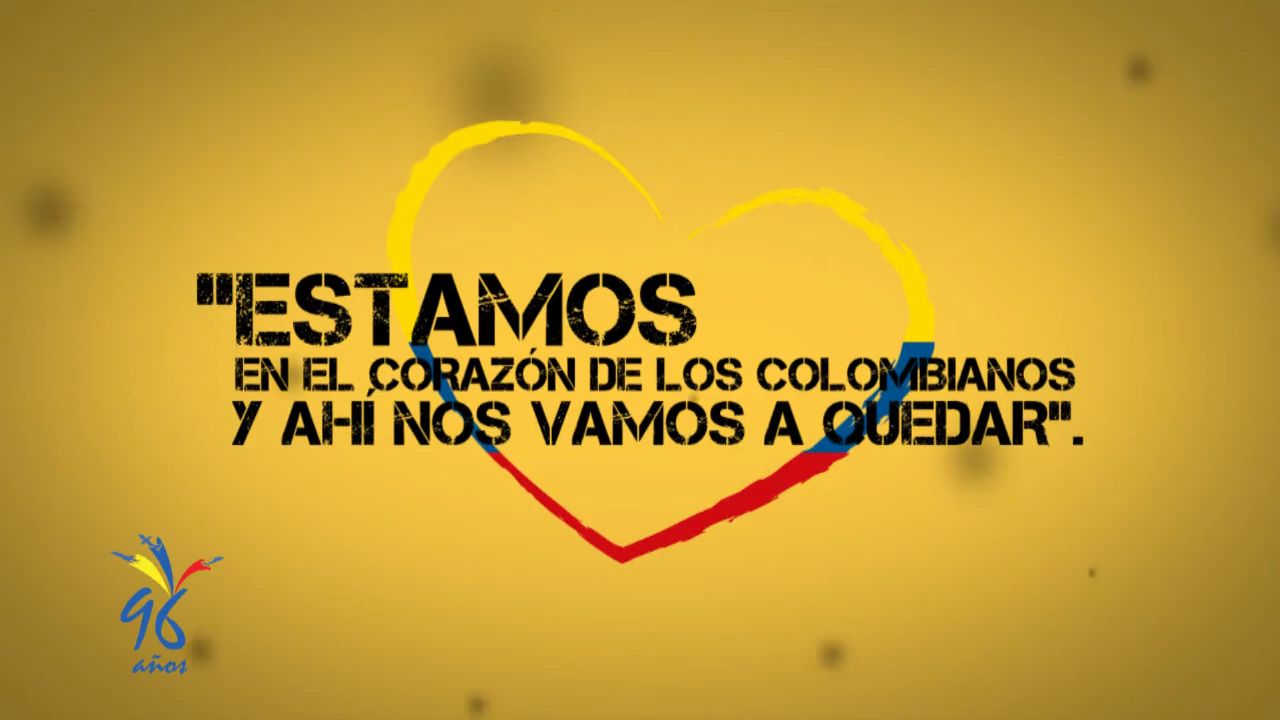 "ESTAMOS
EN EL CORAZÓN DE LOS COLOMBIANOS
Y AHÍ NOS VAMOS A QUEDAR".
96
años